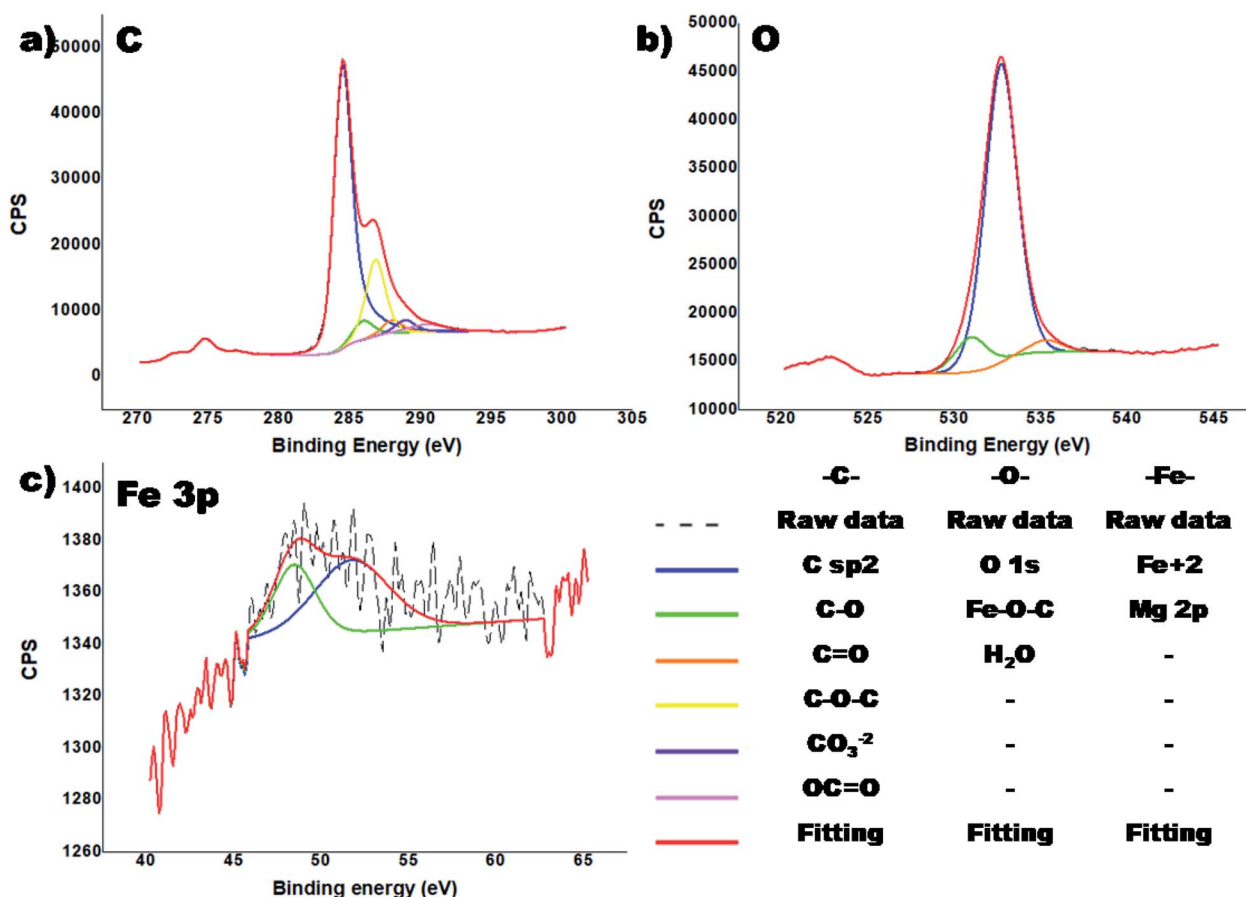 a) C
50000
40000
30000
20000
10000
0
CPS
270 275 280 285 290 295 300 305
Binding Energy (eV)
b) O
50000
45000
40000
35000
30000
25000
20000
15000
10000
CPS
520 525 530 535 540 545
Binding Energy (eV)
c) Fe 3p
1400
1380
1360
1340
1320
1300
1280
1260
CPS
40 45 50 55 60 65
Binding energy (eV)
-C- -O- -Fe-
Raw data Raw data Raw data
C sp2 O 1s Fe+2
C-O Fe-O-C Mg 2p
C=O H₂O -
C-O-C - -
CO₃⁻² - -
OC=O - -
Fitting Fitting Fitting